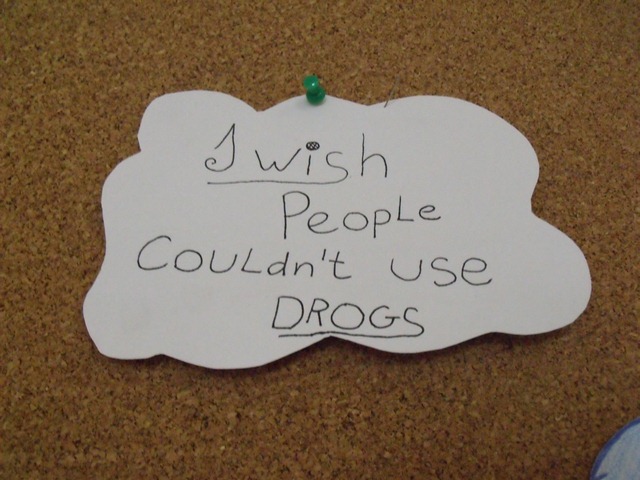 I wish
PeopLe
COULdn't use
DROGS